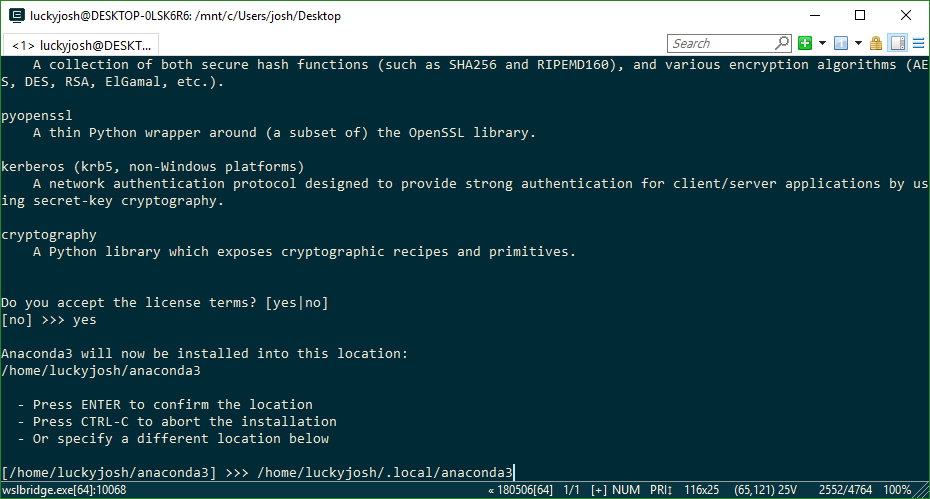 luckyjosh@DESKTOP-0LSK6R6: /mnt/c/Users/josh/Desktop
<1> luckyjosh@DESKT... Search
A collection of both secure hash functions (such as SHA256 and RIPEMD160), and various encryption algorithms (AE
S, DES, RSA, ElGamal, etc.).
pyopenssl
A thin Python wrapper around (a subset of) the OpenSSL library.
kerberos (krb5, non-Windows platforms)
A network authentication protocol designed to provide strong authentication for client/server applications by us
ing secret-key cryptography.
cryptography
A Python library which exposes cryptographic recipes and primitives.
Do you accept the license terms? [yes|no]
[no] >>> yes
Anaconda3 will now be installed into this location:
/home/luckyjosh/anaconda3
- Press ENTER to confirm the location
- Press CTRL-C to abort the installation
- Or specify a different location below
[/home/luckyjosh/anaconda3] >>> /home/luckyjosh/.local/anaconda3
wslbridge.exe[64]:10068 « 180506[64] 1/1 [+] NUM PRI↕ 116x25 (65,121) 25V 2552/4764 100%